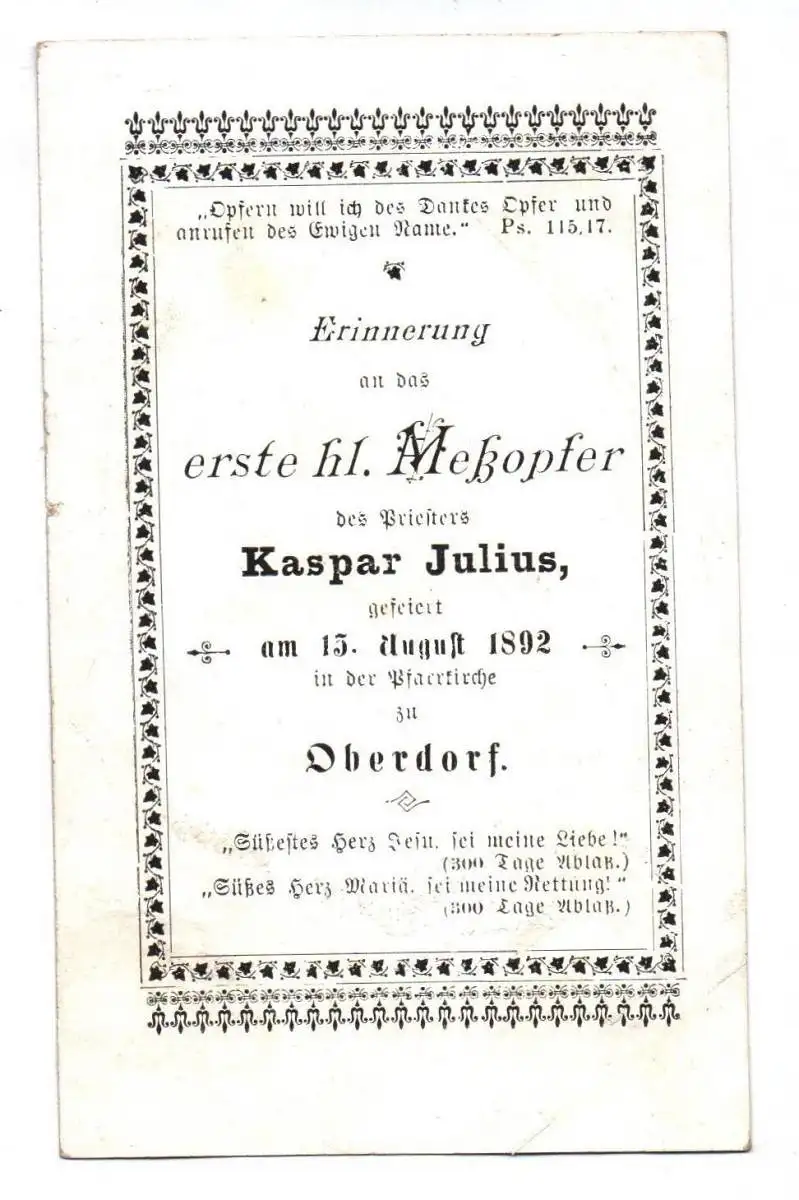 „Opfern will ich des Dankes Opfer und
anrufen des Ewigen Name.“ Ps. 115,17.
Erinnerung
an das
erste hl. Meßopfer
des Priesters
Kaspar Julius,
gefeiert
am 15. August 1892
in der Pfarrkirche
zu
Oberdorf.
„Süßestes Herz Jesu, sei meine Liebe!“
(300 Tage Ablaß.)
„Süßes Herz Mariä, sei meine Rettung!“
(300 Tage Ablaß.)